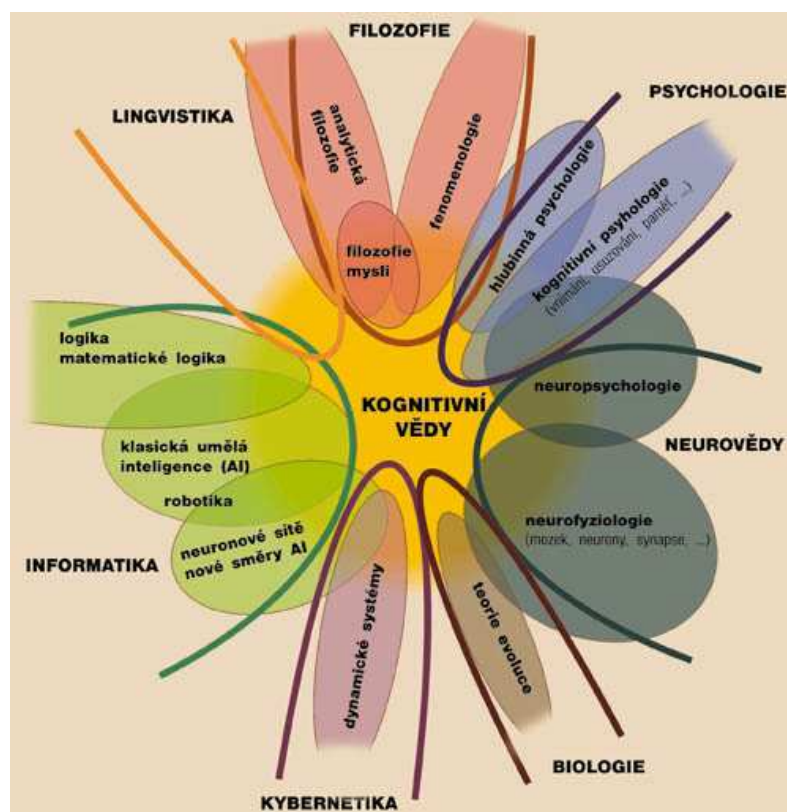 FILOZOFIE
PSYCHOLOGIE
LINGVISTIKA
analytická
filozofie
fenomenologie
hlubinná psychologie
kognitivní psyhologie
(vnímání, usuzování, paměť, ...)
filozofie
mysli
logika
matematické logika
KOGNITIVNÍ
VĚDY
neuropsychologie
NEUROVĚDY
klasická umělá
inteligence (AI)
robotika
neuronové sítě
nové směry AI
INFORMATIKA
neurofyziologie
(mozek, neurony, synapse, ...)
dynamické systémy
teorie evoluce
BIOLOGIE
KYBERNETIKA